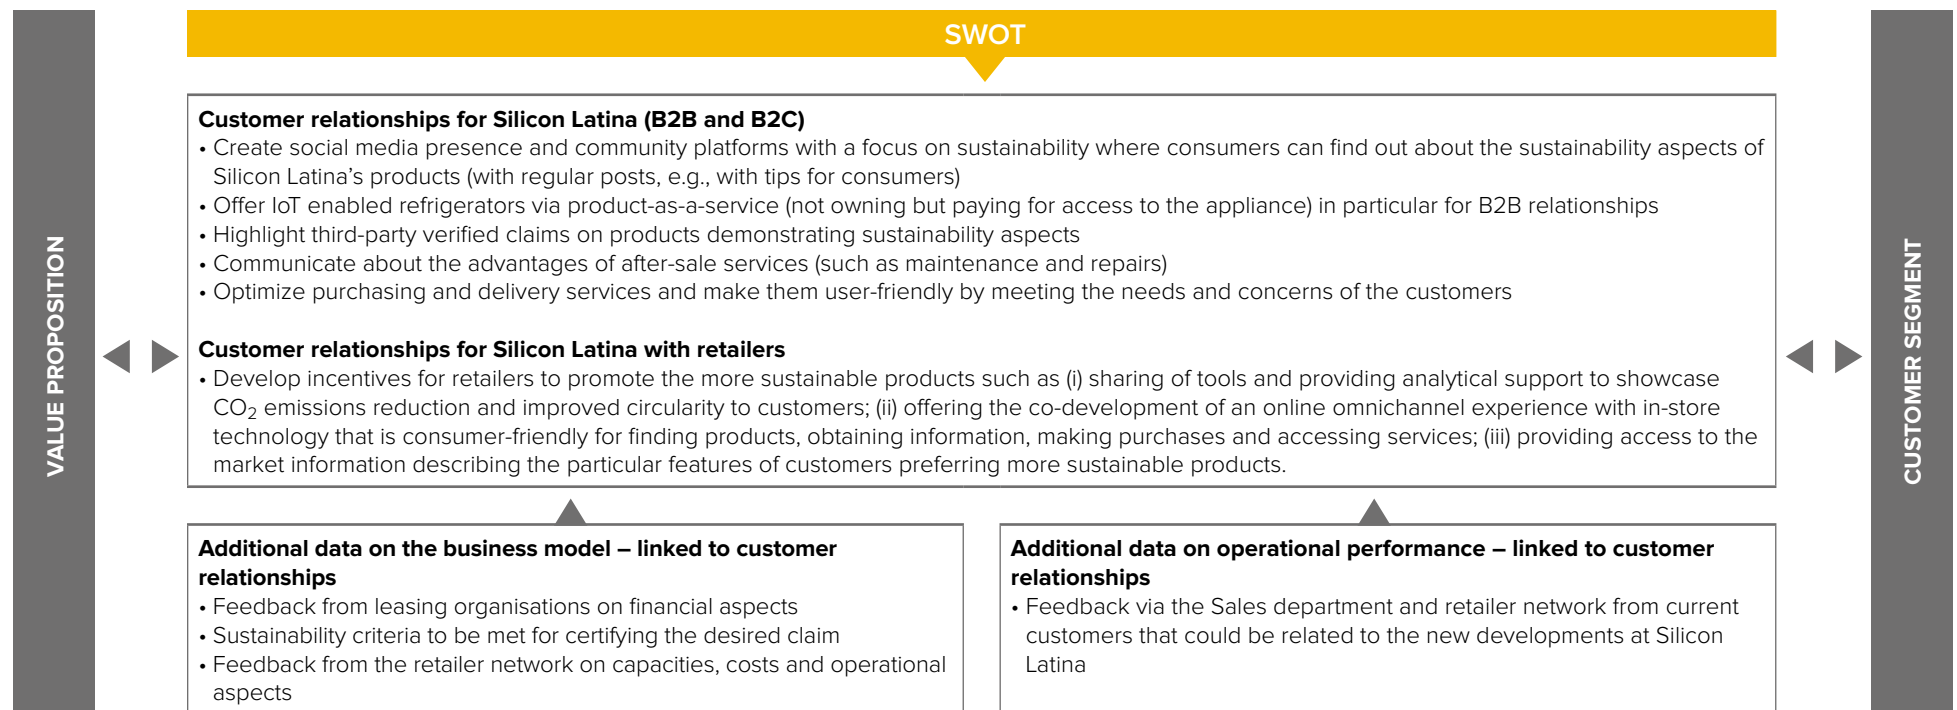 SWOT
VALUE PROPOSITION
Customer relationships for Silicon Latina (B2B and B2C)
• Create social media presence and community platforms with a focus on sustainability where consumers can find out about the sustainability aspects of
Silicon Latina’s products (with regular posts, e.g., with tips for consumers)
• Offer IoT enabled refrigerators via product-as-a-service (not owning but paying for access to the appliance) in particular for B2B relationships
• Highlight third-party verified claims on products demonstrating sustainability aspects
• Communicate about the advantages of after-sale services (such as maintenance and repairs)
• Optimize purchasing and delivery services and make them user-friendly by meeting the needs and concerns of the customers
Customer relationships for Silicon Latina with retailers
• Develop incentives for retailers to promote the more sustainable products such as (i) sharing of tools and providing analytical support to showcase
CO₂ emissions reduction and improved circularity to customers; (ii) offering the co-development of an online omnichannel experience with in-store
technology that is consumer-friendly for finding products, obtaining information, making purchases and accessing services; (iii) providing access to the
market information describing the particular features of customers preferring more sustainable products.
CUSTOMER SEGMENT
Additional data on the business model – linked to customer
relationships
• Feedback from leasing organisations on financial aspects
• Sustainability criteria to be met for certifying the desired claim
• Feedback from the retailer network on capacities, costs and operational
aspects
Additional data on operational performance – linked to customer
relationships
• Feedback via the Sales department and retailer network from current
customers that could be related to the new developments at Silicon
Latina